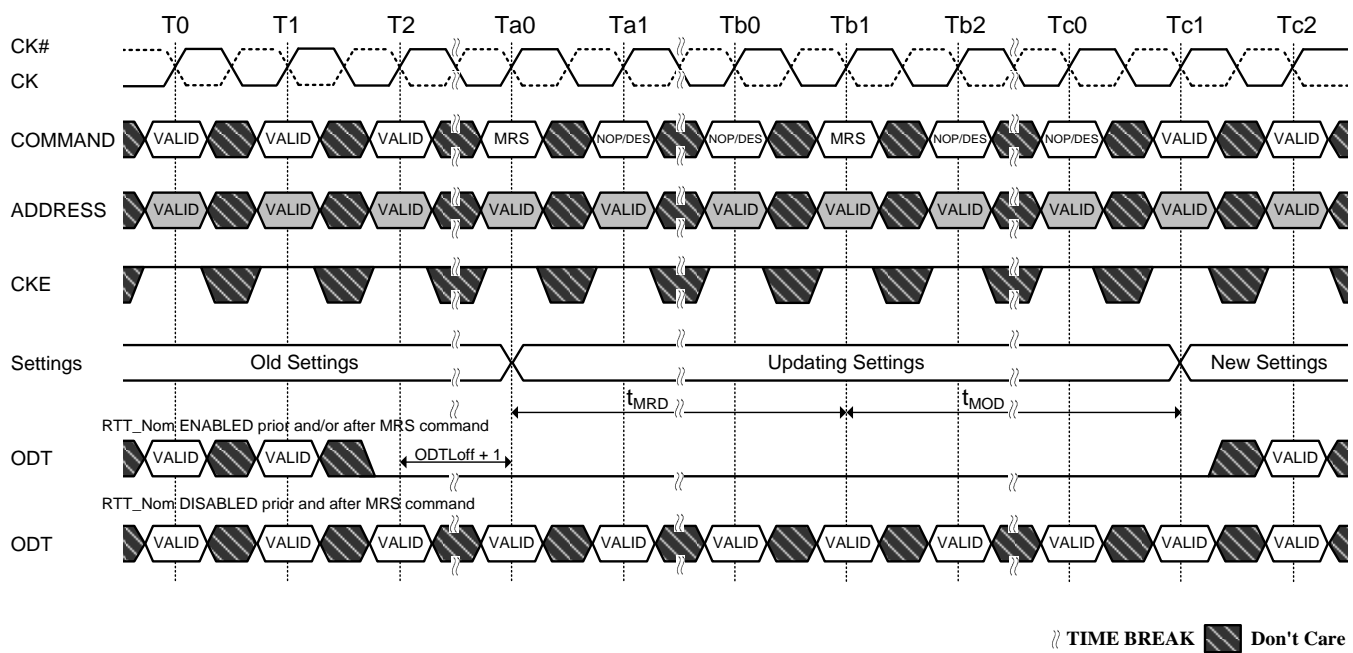 T0 T1 T2 Ta0 Ta1 Tb0 Tb1 Tb2 Tc0 Tc1 Tc2
CK#
CK
COMMAND VALID VALID VALID MRS NOP/DES NOP/DES MRS NOP/DES NOP/DES VALID VALID
ADDRESS VALID VALID VALID VALID VALID VALID VALID VALID VALID VALID VALID
CKE
Settings Old Settings Updating Settings New Settings
tMRD tMOD
RTT_Nom ENABLED prior and/or after MRS command
ODT VALID VALID ODTLoff + 1 VALID
RTT_Nom DISABLED prior and after MRS command
ODT VALID VALID VALID VALID VALID VALID VALID VALID VALID VALID VALID
TIME BREAK Don't Care